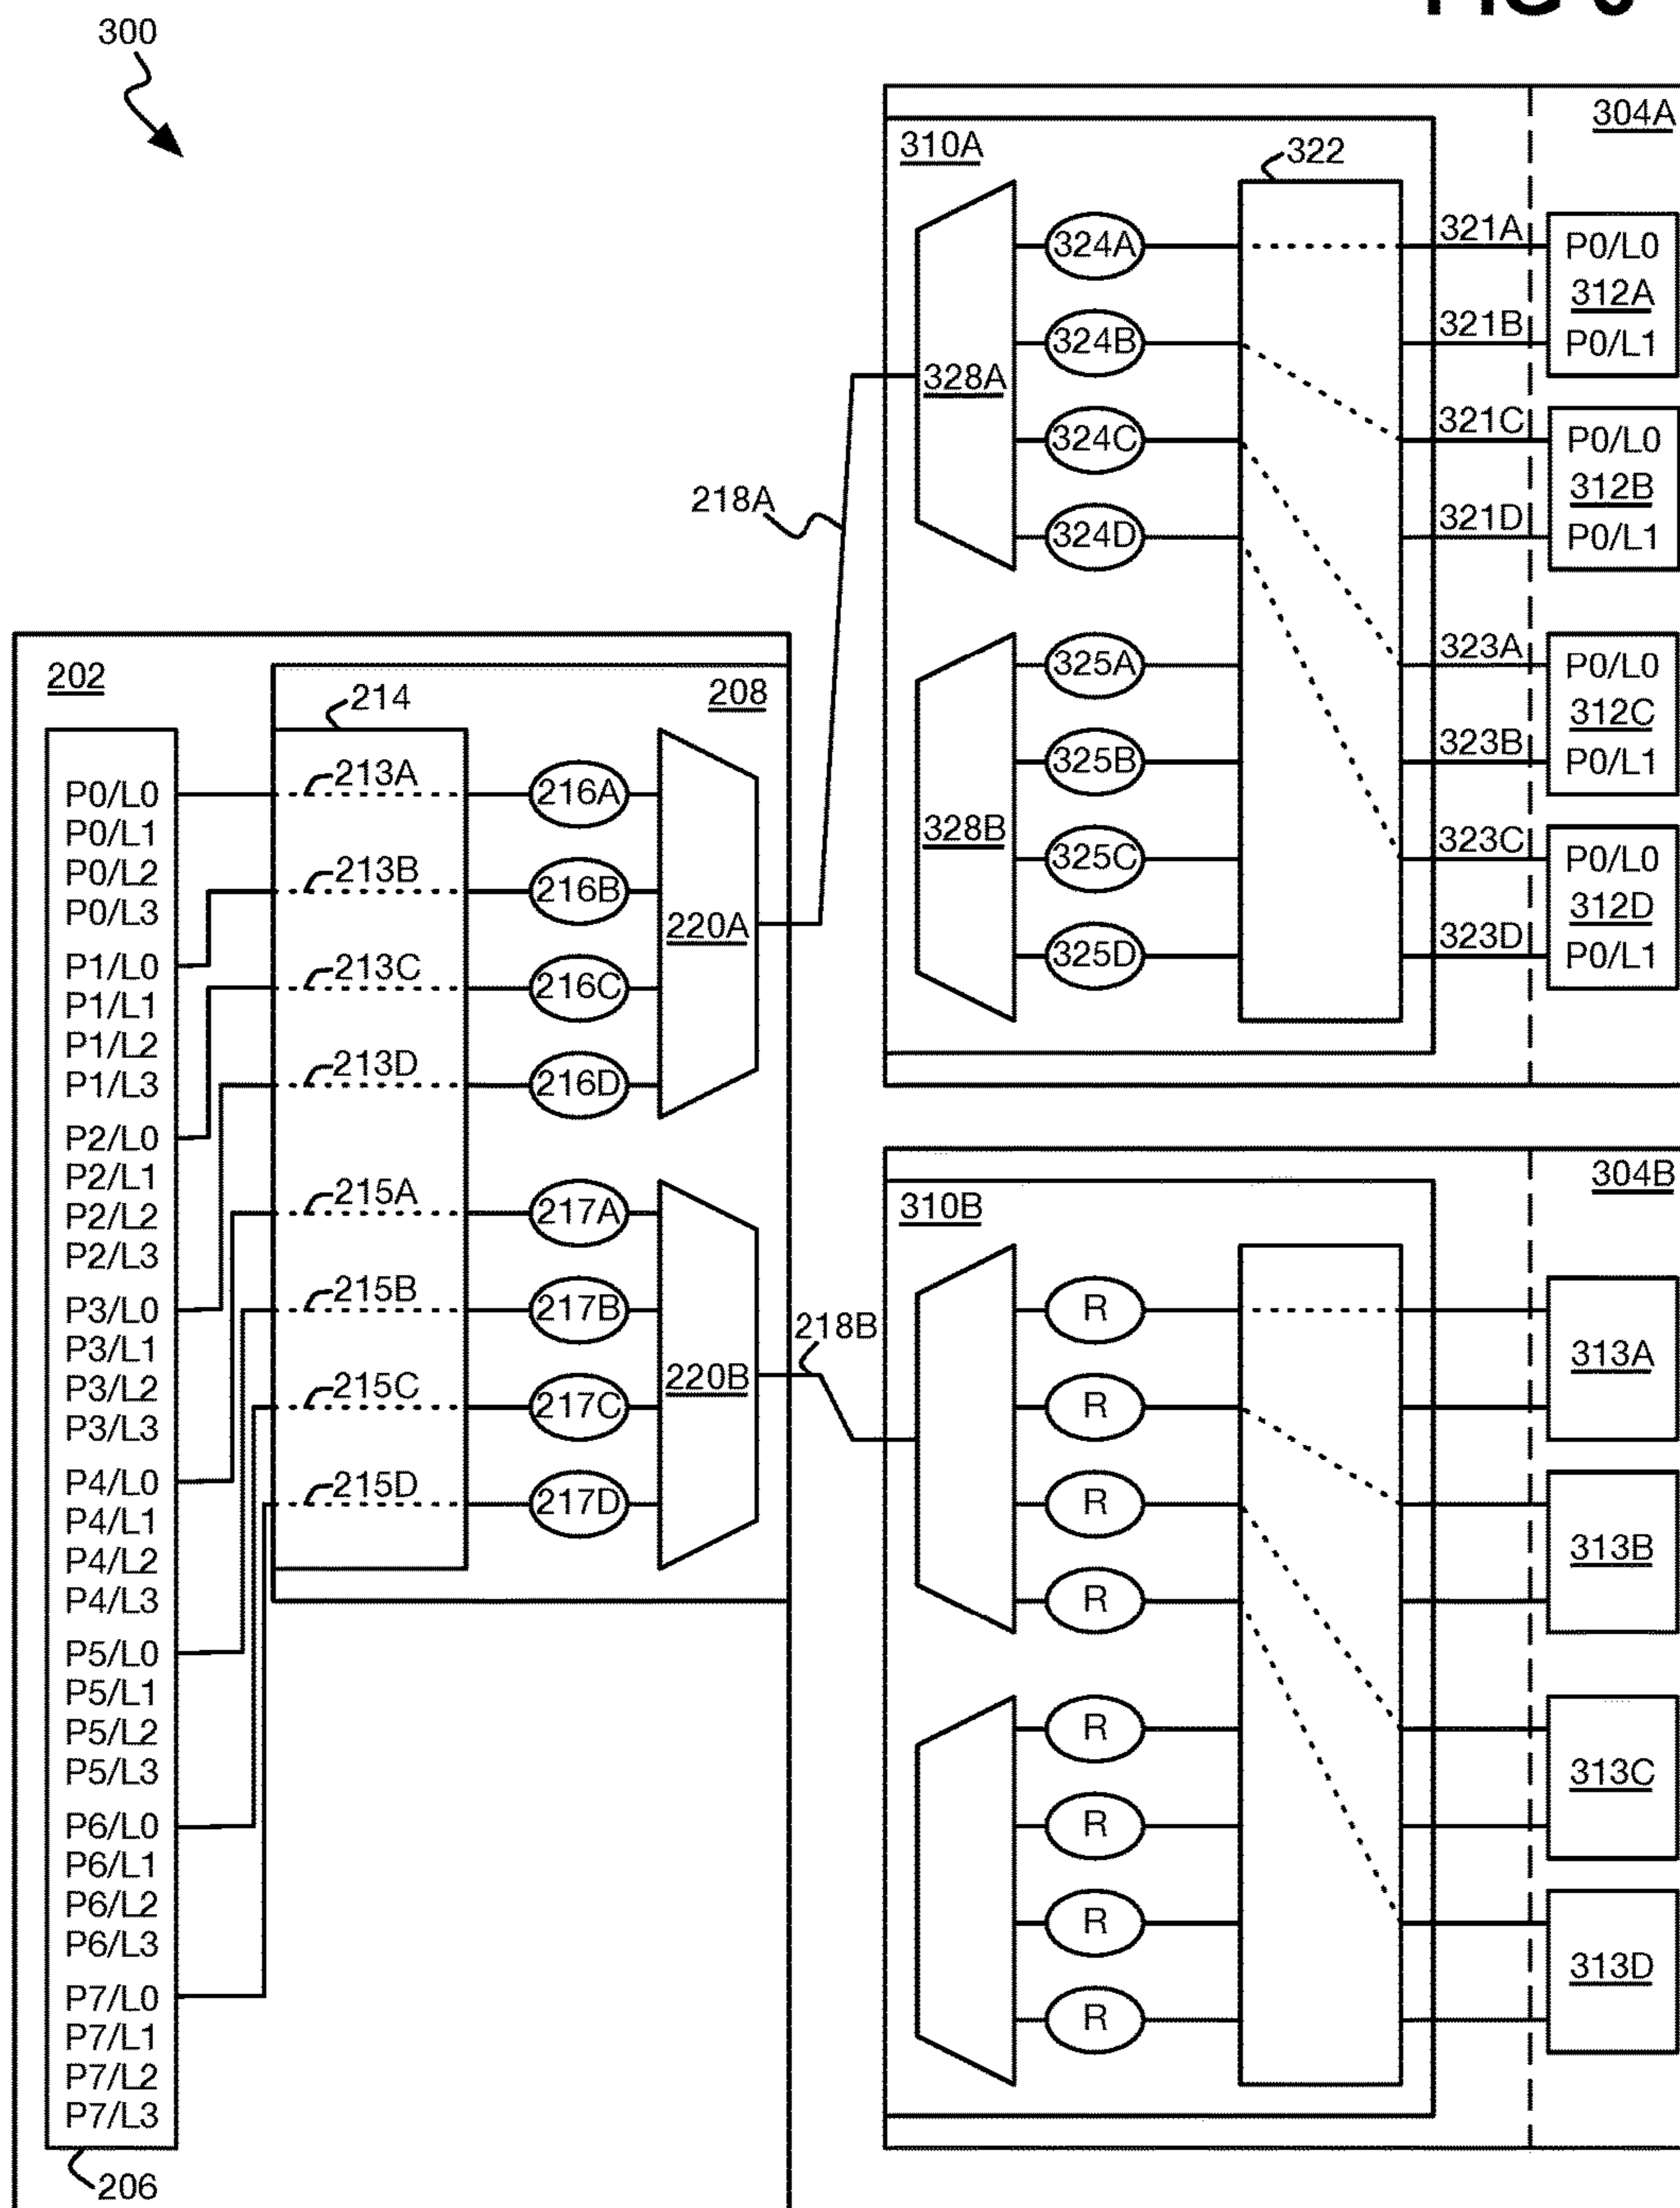 300
304A
310A
322
324A
324B
324C
324D
328A
325A
325B
325C
325D
328B
321A
321B
321C
321D
323A
323B
323C
323D
P0/L0
312A
P0/L1
P0/L0
312B
P0/L1
P0/L0
312C
P0/L1
P0/L0
312D
P0/L1
218A
202
208
214
P0/L0
P0/L1
P0/L2
P0/L3
P1/L0
P1/L1
P1/L2
P1/L3
P2/L0
P2/L1
P2/L2
P2/L3
P3/L0
P3/L1
P3/L2
P3/L3
P4/L0
P4/L1
P4/L2
P4/L3
P5/L0
P5/L1
P5/L2
P5/L3
P6/L0
P6/L1
P6/L2
P6/L3
P7/L0
P7/L1
P7/L2
P7/L3
206
213A
213B
213C
213D
215A
215B
215C
215D
216A
216B
216C
216D
217A
217B
217C
217D
220A
220B
218B
304B
310B
R
R
R
R
R
R
R
R
313A
313B
313C
313D